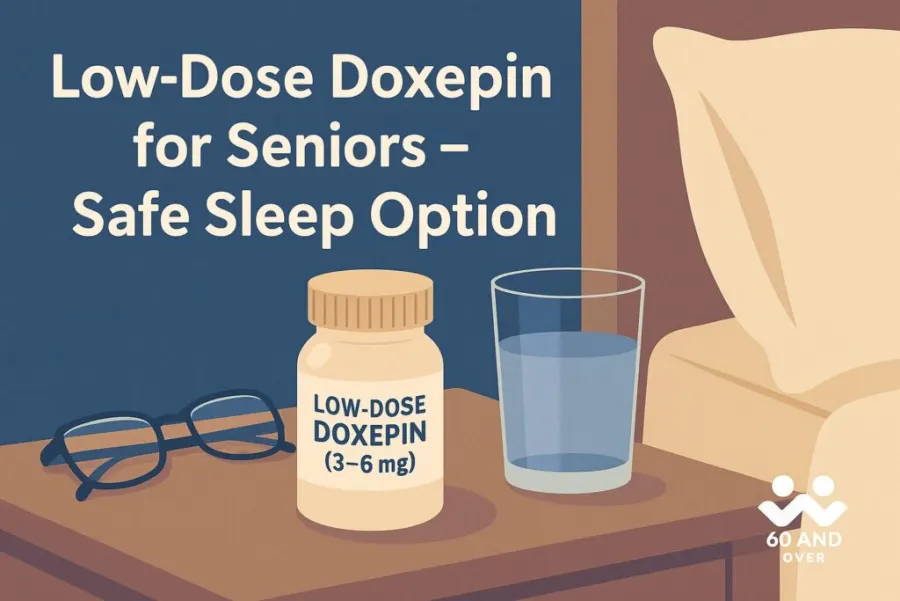 Low-Dose Doxepin
for Seniors –
Safe Sleep Option
LOW-DOSE
DOXEPIN
(3–6 mg)
60 AND
OVER